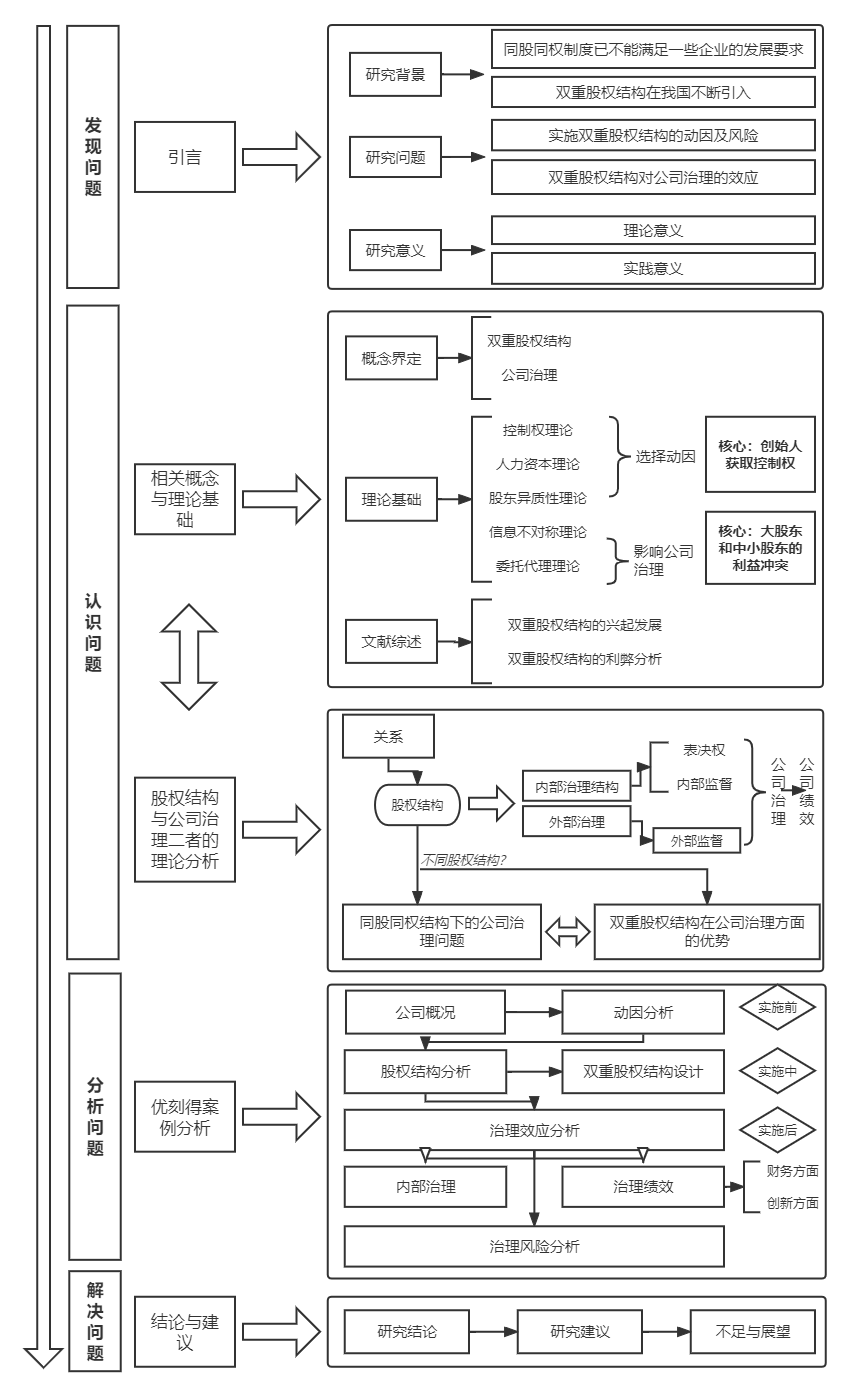 发
现
问
题
引言
研究背景
同股同权制度已不能满足一些企业的发展要求
双重股权结构在我国不断引入
研究问题
实施双重股权结构的动因及风险
双重股权结构对公司治理的效应
研究意义
理论意义
实践意义
认
识
问
题
相关概念
与理论基
础
概念界定
双重股权结构
公司治理
理论基础
控制权理论
人力资本理论
股东异质性理论
选择动因
核心：创始人
获取控制权
信息不对称理论
委托代理理论
影响公司
治理
核心：大股东
和中小股东的
利益冲突
文献综述
双重股权结构的兴起发展
双重股权结构的利弊分析
股权结构
与公司治
理二者的
理论分析
关系
股权结构
内部治理结构
表决权
内部监督
外部治理
外部监督
公
司
治
理
公
司
绩
效
不同股权结构？
同股同权结构下的公司治
理问题
双重股权结构在公司治理方面
的优势
分
析
问
题
优刻得案
例分析
公司概况
动因分析
实施前
股权结构分析
双重股权结构设计
实施中
治理效应分析
实施后
内部治理
治理绩效
财务方面
创新方面
治理风险分析
解
决
问
题
结论与建
议
研究结论
研究建议
不足与展望